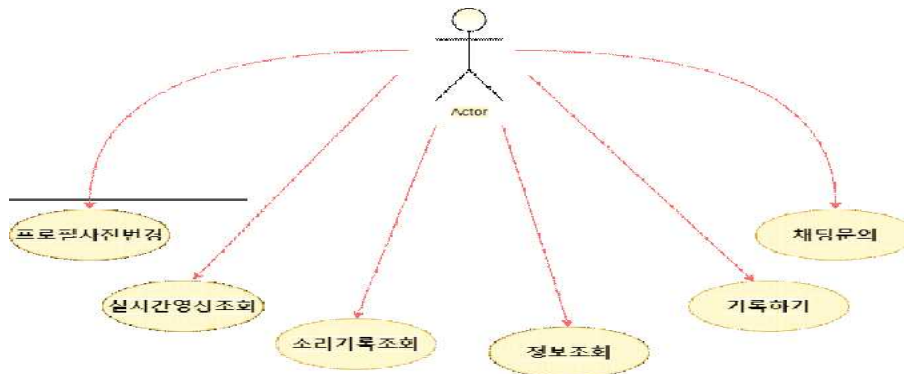 Actor
프로필사진변경
채팅문의
실시간영상조회
기록하기
소리기록조회
정보조회